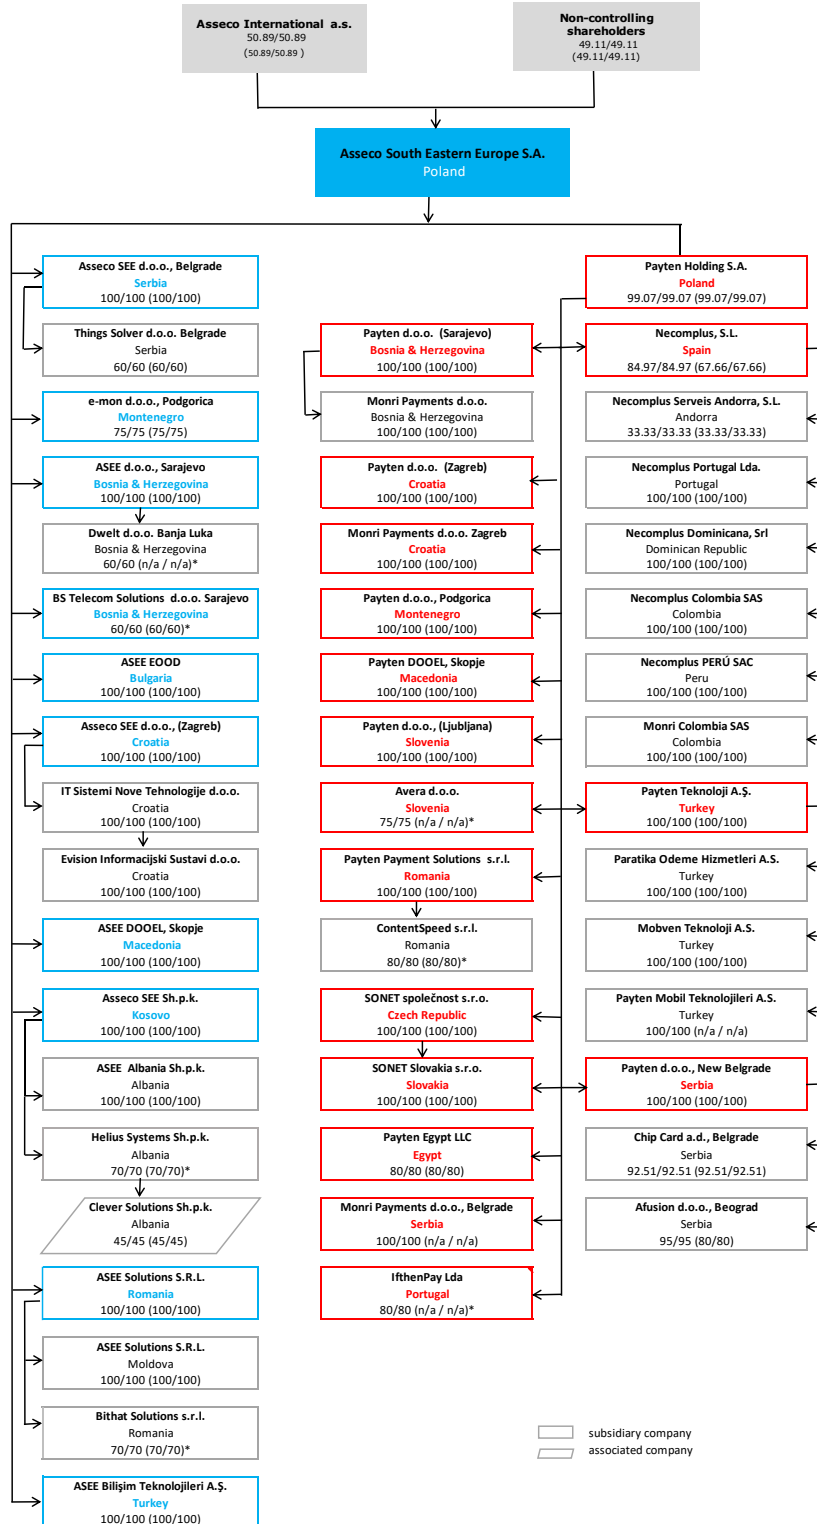 Asseco International a.s.
50.89/50.89
(50.89/50.89 )
Non-controlling
shareholders
49.11/49.11
(49.11/49.11)
Asseco South Eastern Europe S.A.
Poland
Asseco SEE d.o.o., Belgrade
Serbia
100/100 (100/100)
Things Solver d.o.o. Belgrade
Serbia
60/60 (60/60)
e-mon d.o.o., Podgorica
Montenegro
75/75 (75/75)
ASEE d.o.o., Sarajevo
Bosnia & Herzegovina
100/100 (100/100)
Dwelt d.o.o. Banja Luka
Bosnia & Herzegovina
60/60 (n/a / n/a)*
BS Telecom Solutions d.o.o. Sarajevo
Bosnia & Herzegovina
60/60 (60/60)*
ASEE EOOD
Bulgaria
100/100 (100/100)
Asseco SEE d.o.o., (Zagreb)
Croatia
100/100 (100/100)
IT Sistemi Nove Tehnologije d.o.o.
Croatia
100/100 (100/100)
Evision Informacijski Sustavi d.o.o.
Croatia
100/100 (100/100)
ASEE DOOEL, Skopje
Macedonia
100/100 (100/100)
Asseco SEE Sh.p.k.
Kosovo
100/100 (100/100)
ASEE Albania Sh.p.k.
Albania
100/100 (100/100)
Helius Systems Sh.p.k.
Albania
70/70 (70/70)*
Clever Solutions Sh.p.k.
Albania
45/45 (45/45)
ASEE Solutions S.R.L.
Romania
100/100 (100/100)
ASEE Solutions S.R.L.
Moldova
100/100 (100/100)
Bithat Solutions s.r.l.
Romania
70/70 (70/70)*
ASEE Bilişim Teknolojileri A.Ş.
Turkey
100/100 (100/100)
Payten d.o.o. (Sarajevo)
Bosnia & Herzegovina
100/100 (100/100)
Monri Payments d.o.o.
Bosnia & Herzegovina
100/100 (100/100)
Payten d.o.o. (Zagreb)
Croatia
100/100 (100/100)
Monri Payments d.o.o. Zagreb
Croatia
100/100 (100/100)
Payten d.o.o., Podgorica
Montenegro
100/100 (100/100)
Payten DOOEL, Skopje
Macedonia
100/100 (100/100)
Payten d.o.o., (Ljubljana)
Slovenia
100/100 (100/100)
Avera d.o.o.
Slovenia
75/75 (n/a / n/a)*
Payten Payment Solutions s.r.l.
Romania
100/100 (100/100)
ContentSpeed s.r.l.
Romania
80/80 (80/80)*
SONET společnost s.r.o.
Czech Republic
100/100 (100/100)
SONET Slovakia s.r.o.
Slovakia
100/100 (100/100)
Payten Egypt LLC
Egypt
80/80 (80/80)
Monri Payments d.o.o., Belgrade
Serbia
100/100 (n/a / n/a)
IfthenPay Lda
Portugal
80/80 (n/a / n/a)*
Payten Holding S.A.
Poland
99.07/99.07 (99.07/99.07)
Necomplus, S.L.
Spain
84.97/84.97 (67.66/67.66)
Necomplus Serveis Andorra, S.L.
Andorra
33.33/33.33 (33.33/33.33)
Necomplus Portugal Lda.
Portugal
100/100 (100/100)
Necomplus Dominicana, Srl
Dominican Republic
100/100 (100/100)
Necomplus Colombia SAS
Colombia
100/100 (100/100)
Necomplus PERÚ SAC
Peru
100/100 (100/100)
Monri Colombia SAS
Colombia
100/100 (100/100)
Payten Teknoloji A.Ş.
Turkey
100/100 (100/100)
Paratika Odeme Hizmetleri A.S.
Turkey
100/100 (100/100)
Mobven Teknoloji A.S.
Turkey
100/100 (100/100)
Payten Mobil Teknolojileri A.S.
Turkey
100/100 (n/a / n/a)
Payten d.o.o., New Belgrade
Serbia
100/100 (100/100)
Chip Card a.d., Belgrade
Serbia
92.51/92.51 (92.51/92.51)
Afusion d.o.o., Beograd
Serbia
95/95 (80/80)
subsidiary company
associated company